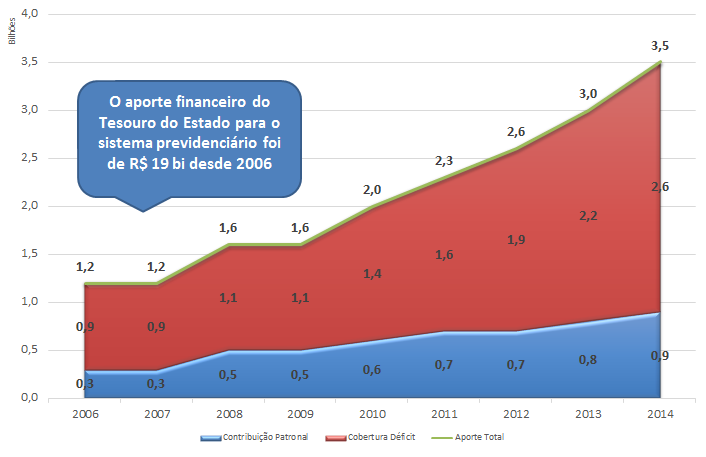 Bilhões
4,0
3,5
3,0
2,5
2,0
1,5
1,0
0,5
0,0
O aporte financeiro do
Tesouro do Estado para o
sistema previdenciário foi
de R$ 19 bi desde 2006
1,2 1,2 1,6 1,6 2,0 2,3 2,6 3,0 3,5
0,9 0,9 1,1 1,1 1,4 1,6 1,9 2,2 2,6
0,3 0,3 0,5 0,5 0,6 0,7 0,7 0,8 0,9
2006 2007 2008 2009 2010 2011 2012 2013 2014
Contribuição Patronal Cobertura Déficit Aporte Total